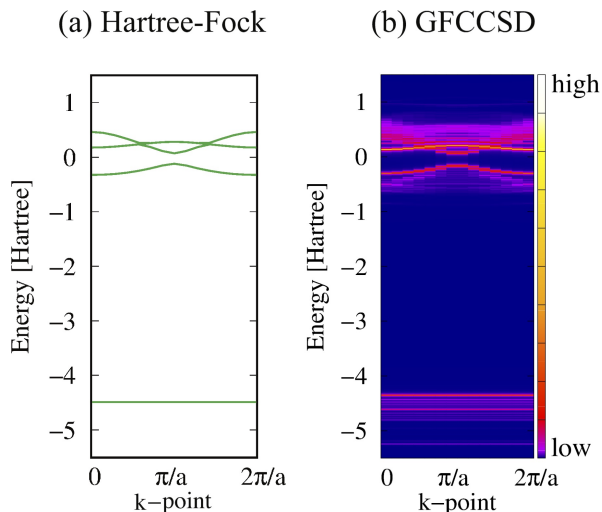 (a) Hartree-Fock
(b) GFCCSD
Energy [Hartree]
1
0
−1
−2
−3
−4
−5
0
π/a
2π/a
k−point
Energy [Hartree]
1
0
−1
−2
−3
−4
−5
0
π/a
2π/a
k−point
high
low